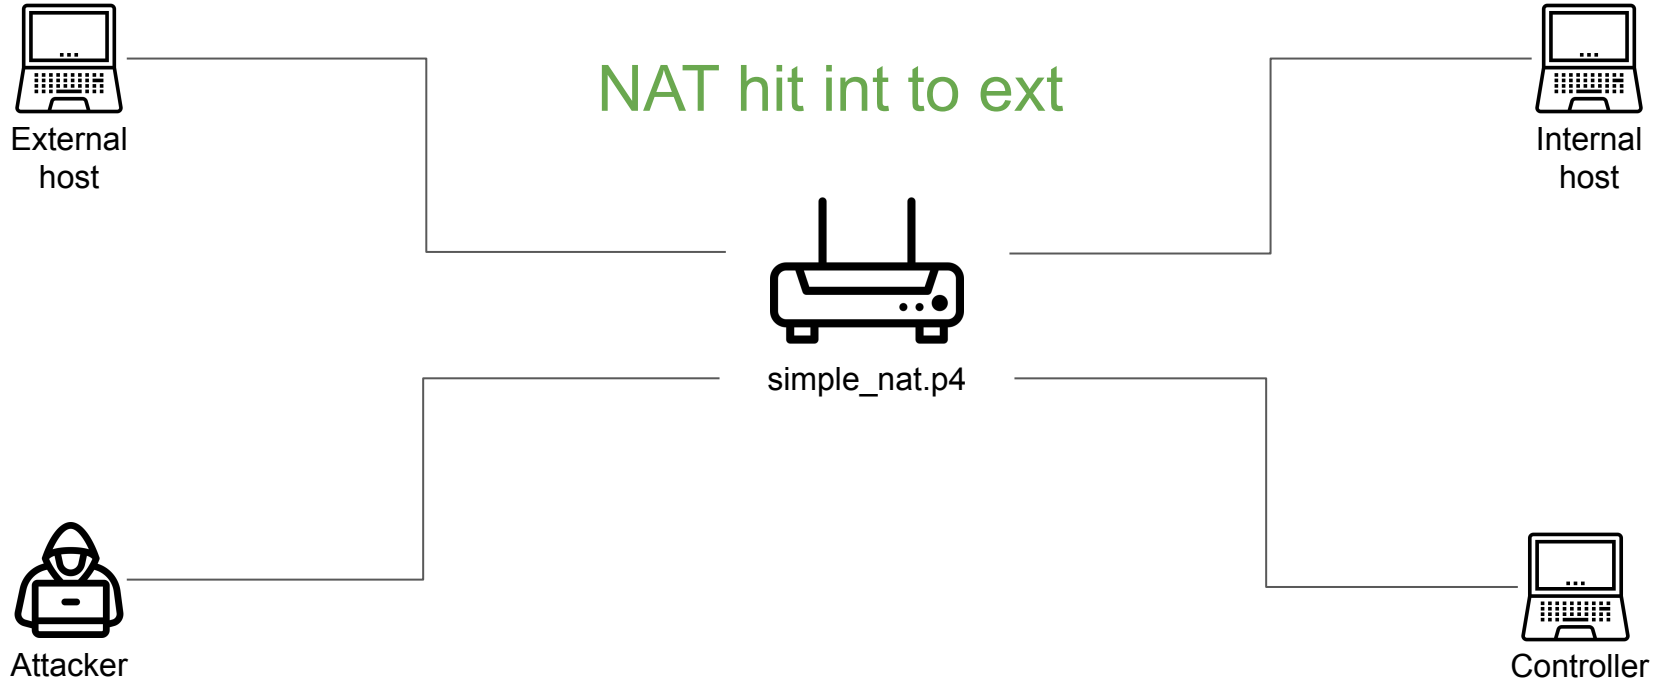 NAT hit int to ext
External
host
Internal
host
simple_nat.p4
Attacker
Controller